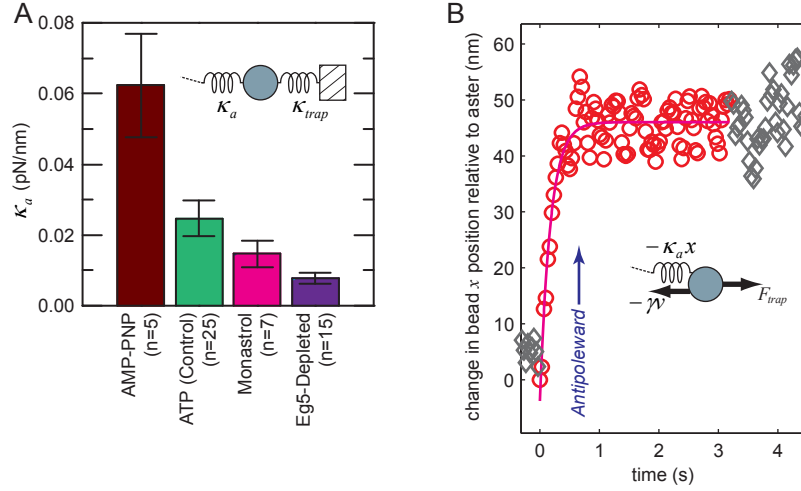 A
0.08
0.06
0.04
0.02
0.00
κa (pN/nm)
κa
κtrap
AMP-PNP
(n=5)
ATP (Control)
(n=25)
Monastrol
(n=7)
Eg5-Depleted
(n=15)
B
60
50
40
30
20
10
0
change in bead x position relative to aster (nm)
Antipoleward
−κa x
−γv
Ftrap
0
1
2
3
4
time (s)